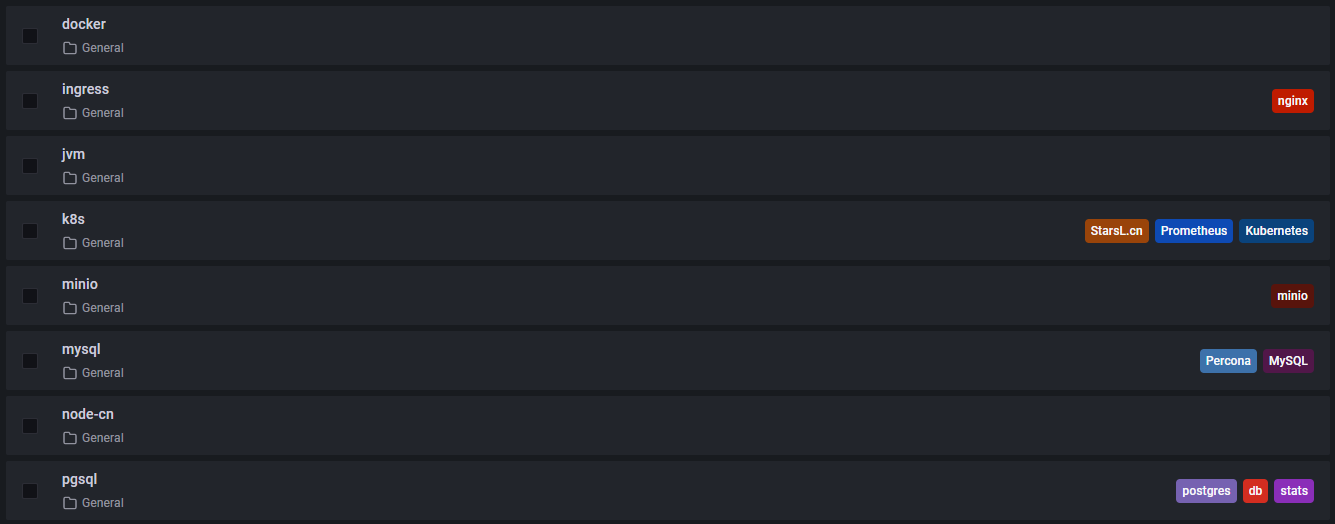 docker
General
ingress
General
nginx
jvm
General
k8s
General
StarsL.cn Prometheus Kubernetes
minio
General
minio
mysql
General
Percona MySQL
node-cn
General
pgsql
General
postgres db stats